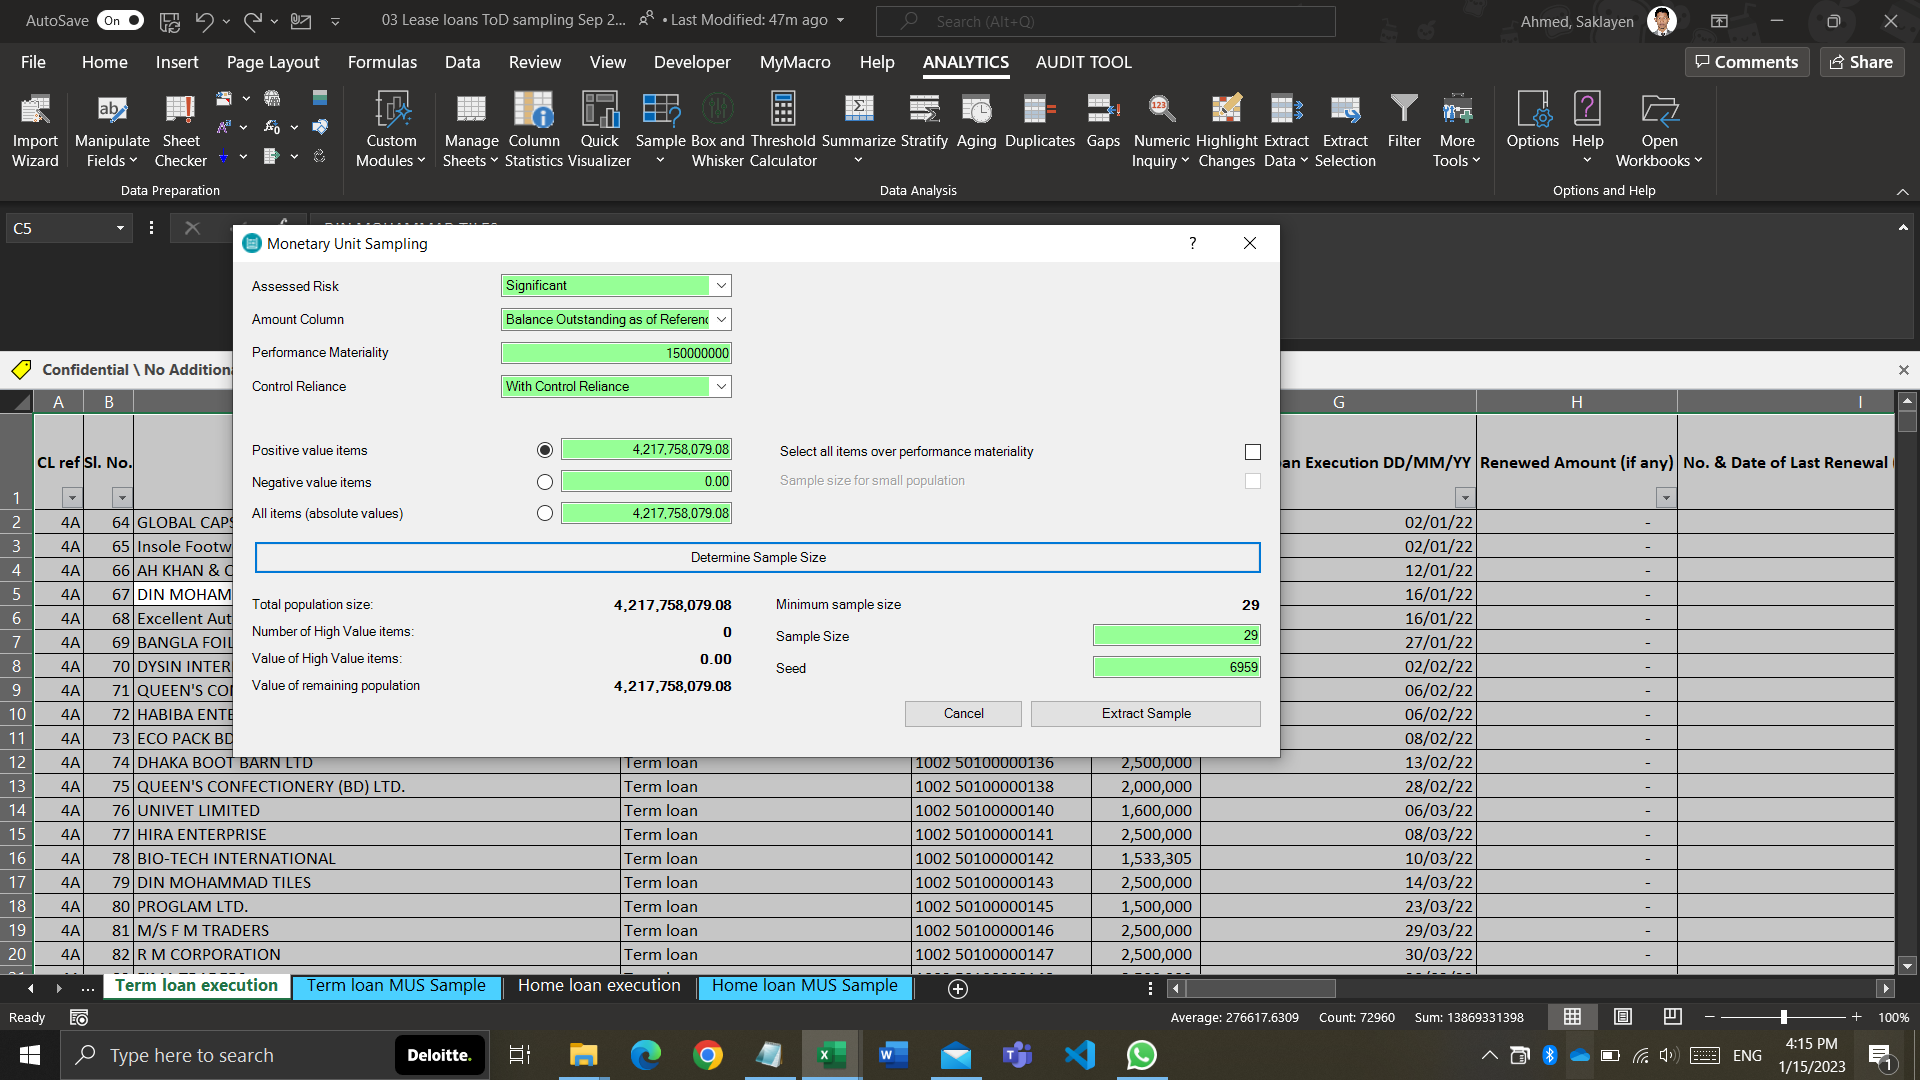 AutoSave On 03 Lease loans ToD sampling Sep 2... • Last Modified: 47m ago Search (Alt+Q) Ahmed, Saklayen
File Home Insert Page Layout Formulas Data Review View Developer MyMacro Help ANALYTICS AUDIT TOOL Comments Share
Import Wizard
Manipulate Fields
Sheet Checker
Custom Modules
Manage Sheets
Column Statistics
Quick Visualizer
Sample
Box and Whisker
Threshold Calculator
Summarize
Stratify
Aging
Duplicates
Gaps
Numeric Inquiry
Highlight Changes
Extract Data
Extract Selection
Filter
More Tools
Options
Help
Open Workbooks
Data Preparation Data Analysis Options and Help
C5
Monetary Unit Sampling ?
Assessed Risk Significant
Amount Column Balance Outstanding as of Referenc
Performance Materiality 150000000
Control Reliance With Control Reliance
Positive value items 4,217,758,079.08 Select all items over performance materiality
Negative value items 0.00 Sample size for small population
All items (absolute values) 4,217,758,079.08
Determine Sample Size
Total population size: 4,217,758,079.08 Minimum sample size 29
Number of High Value items: 0 Sample Size 29
Value of High Value items: 0.00 Seed 6959
Value of remaining population 4,217,758,079.08
Cancel Extract Sample
Confidential \ No Additiona
A B G H I
1 CL ref Sl. No. an Execution DD/MM/YY Renewed Amount (if any) No. & Date of Last Renewal
2 4A 64 GLOBAL CAPS 02/01/22 -
3 4A 65 Insole Footw 02/01/22 -
4 4A 66 AH KHAN & C 12/01/22 -
5 4A 67 DIN MOHAM 16/01/22 -
6 4A 68 Excellent Aut 16/01/22 -
7 4A 69 BANGLA FOIL 27/01/22 -
8 4A 70 DYSIN INTER 02/02/22 -
9 4A 71 QUEEN'S CON 06/02/22 -
10 4A 72 HABIBA ENTE 06/02/22 -
11 4A 73 ECO PACK BD 08/02/22 -
12 4A 74 DHAKA BOOT BARN LTD Term loan 1002 50100000136 2,500,000 13/02/22 -
13 4A 75 QUEEN'S CONFECTIONERY (BD) LTD. Term loan 1002 50100000138 2,000,000 28/02/22 -
14 4A 76 UNIVET LIMITED Term loan 1002 50100000140 1,600,000 06/03/22 -
15 4A 77 HIRA ENTERPRISE Term loan 1002 50100000141 2,500,000 08/03/22 -
16 4A 78 BIO-TECH INTERNATIONAL Term loan 1002 50100000142 1,533,305 10/03/22 -
17 4A 79 DIN MOHAMMAD TILES Term loan 1002 50100000143 2,500,000 14/03/22 -
18 4A 80 PROGLAM LTD. Term loan 1002 50100000145 1,500,000 23/03/22 -
19 4A 81 M/S F M TRADERS Term loan 1002 50100000146 2,500,000 29/03/22 -
20 4A 82 R M CORPORATION Term loan 1002 50100000147 2,500,000 30/03/22 -
... Term loan execution Term loan MUS Sample Home loan execution Home loan MUS Sample
Ready Average: 276617.6309 Count: 72960 Sum: 13869331398 100%
Type here to search Deloitte. ENG 4:15 PM
1/15/2023 1